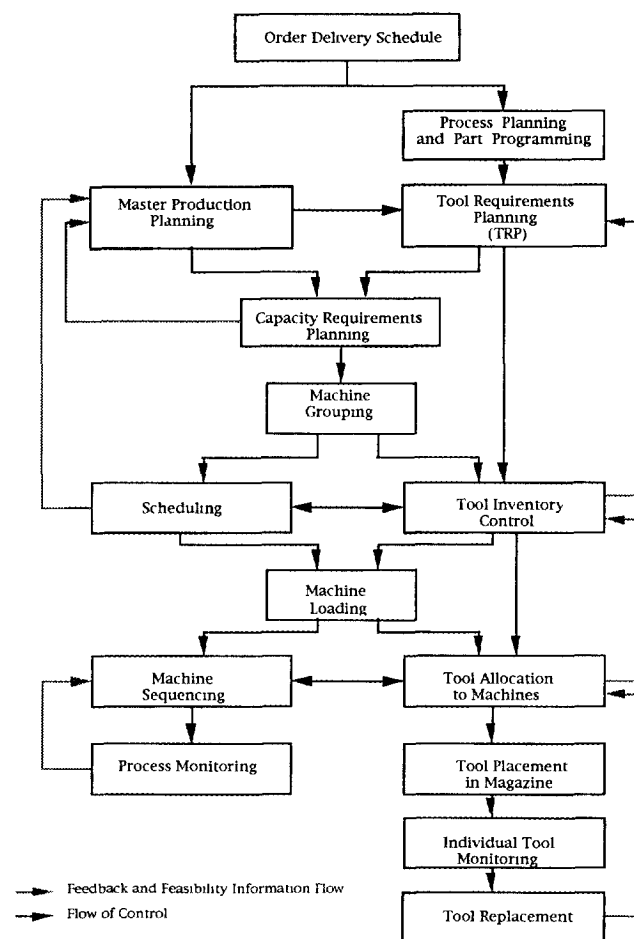 Order Delivery Schedule
Process Planning
and Part Programming
Master Production
Planning
Tool Requirements
Planning
(TRP)
Capacity Requirements
Planning
Machine
Grouping
Scheduling
Tool Inventory
Control
Machine
Loading
Machine
Sequencing
Tool Allocation
to Machines
Process Monitoring
Tool Placement
in Magazine
Individual Tool
Monitoring
Feedback and Feasibility Information Flow
Flow of Control
Tool Replacement